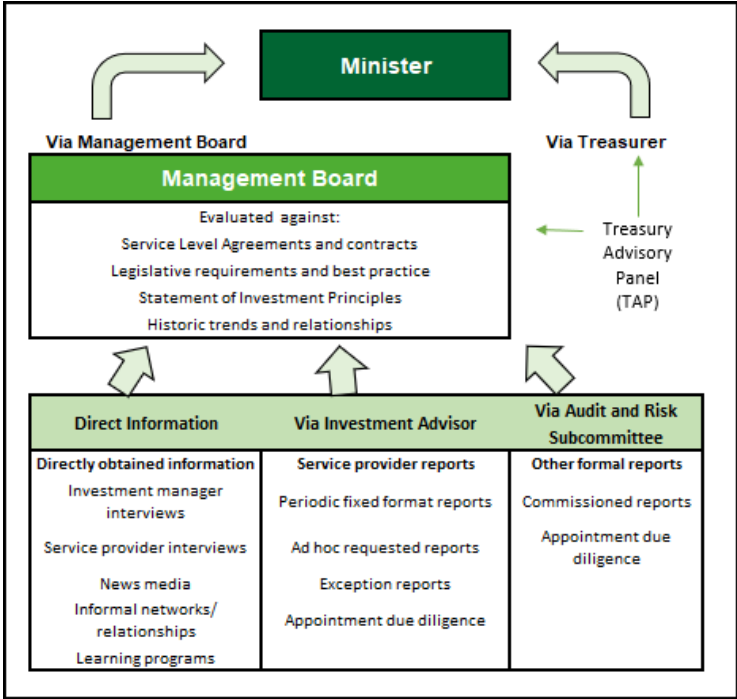 Minister
Via Management Board
Via Treasurer
Management Board
Evaluated against:
Service Level Agreements and contracts
Legislative requirements and best practice
Statement of Investment Principles
Historic trends and relationships
Treasury
Advisory
Panel
(TAP)
Direct Information
Directly obtained information
Investment manager
interviews
Service provider interviews
News media
Informal networks/
relationships
Learning programs
Via Investment Advisor
Service provider reports
Periodic fixed format reports
Ad hoc requested reports
Exception reports
Appointment due diligence
Via Audit and Risk
Subcommittee
Other formal reports
Commissioned reports
Appointment due
diligence